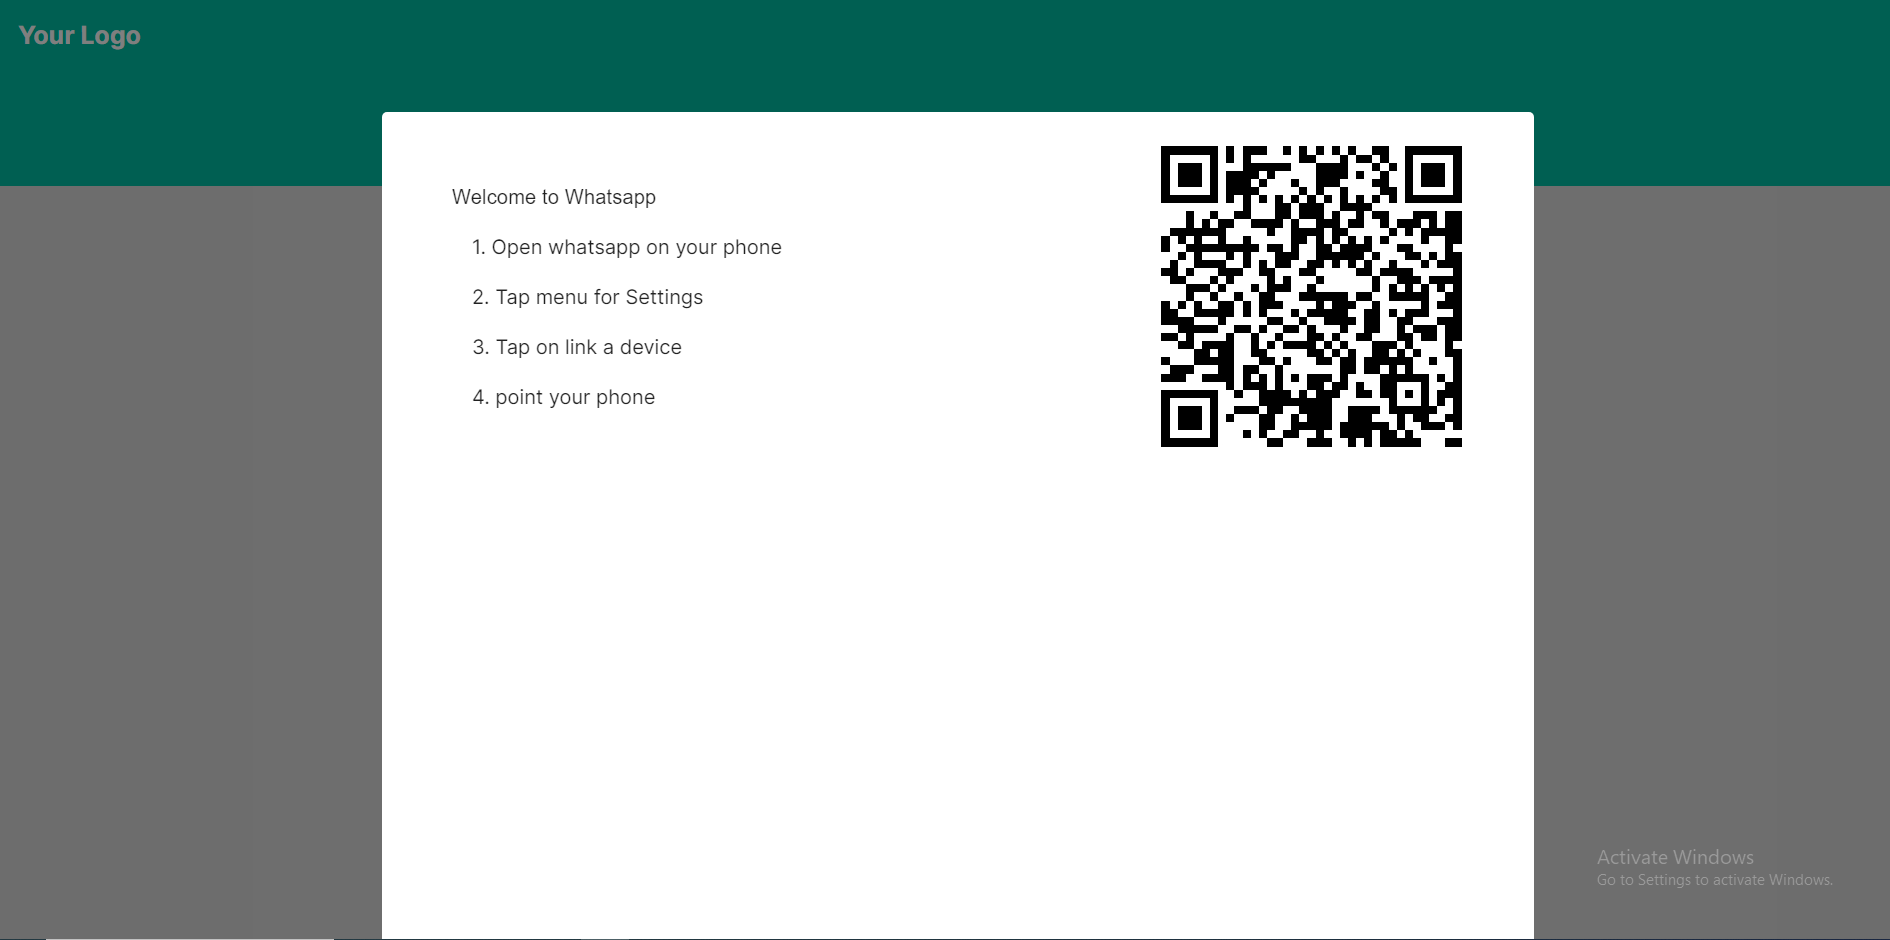 Your Logo
Welcome to Whatsapp
1. Open whatsapp on your phone
2. Tap menu for Settings
3. Tap on link a device
4. point your phone
Activate Windows
Go to Settings to activate Windows.